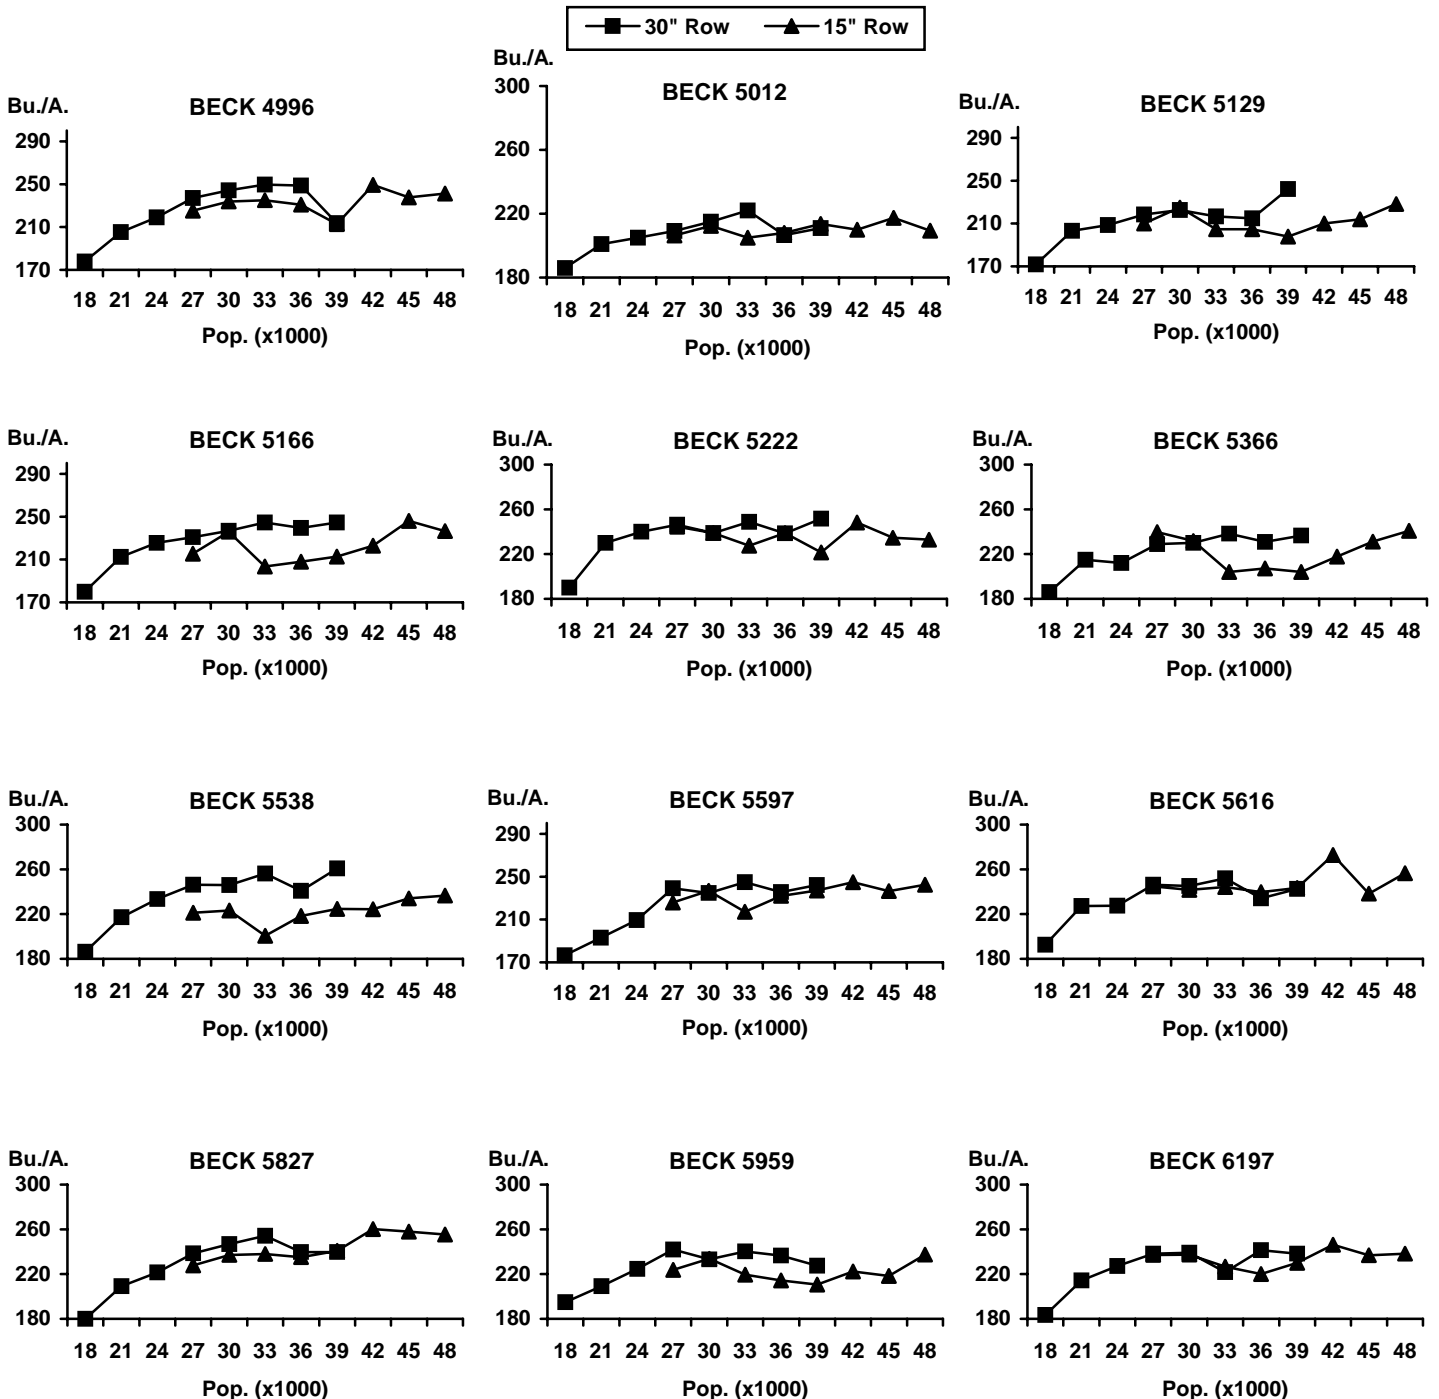 30" Row 15" Row
Bu./A. BECK 4996
290
250
210
170
18 21 24 27 30 33 36 39 42 45 48
Pop. (x1000)
Bu./A.
BECK 5012
300
260
220
180
18 21 24 27 30 33 36 39 42 45 48
Pop. (x1000)
Bu./A. BECK 5129
290
250
210
170
18 21 24 27 30 33 36 39 42 45 48
Pop. (x1000)
Bu./A. BECK 5166
290
250
210
170
18 21 24 27 30 33 36 39 42 45 48
Pop. (x1000)
Bu./A. BECK 5222
300
260
220
180
18 21 24 27 30 33 36 39 42 45 48
Pop. (x1000)
Bu./A. BECK 5366
300
260
220
180
18 21 24 27 30 33 36 39 42 45 48
Pop. (x1000)
Bu./A. BECK 5538
300
260
220
180
18 21 24 27 30 33 36 39 42 45 48
Pop. (x1000)
Bu./A. BECK 5597
290
250
210
170
18 21 24 27 30 33 36 39 42 45 48
Pop. (x1000)
Bu./A. BECK 5616
300
260
220
180
18 21 24 27 30 33 36 39 42 45 48
Pop. (x1000)
Bu./A. BECK 5827
300
260
220
180
18 21 24 27 30 33 36 39 42 45 48
Pop. (x1000)
Bu./A. BECK 5959
300
260
220
180
18 21 24 27 30 33 36 39 42 45 48
Pop. (x1000)
Bu./A. BECK 6197
300
260
220
180
18 21 24 27 30 33 36 39 42 45 48
Pop. (x1000)